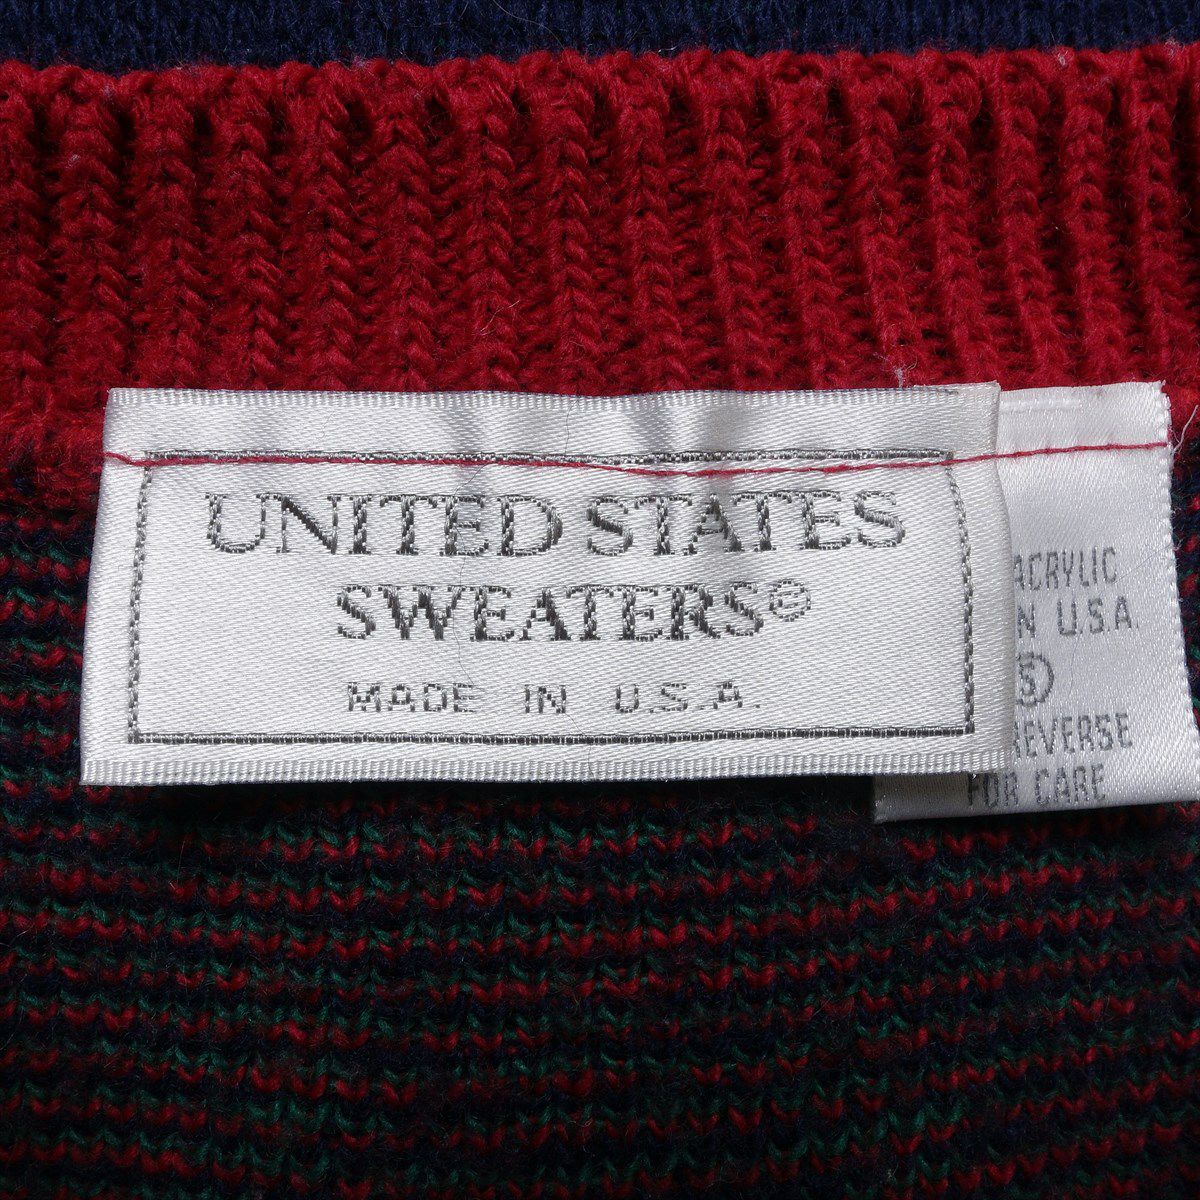 UNITED STATES
SWEATERS©
MADE IN U.S.A.
ACRYLIC
N U.S.A.
S
REVERSE
FOR CARE